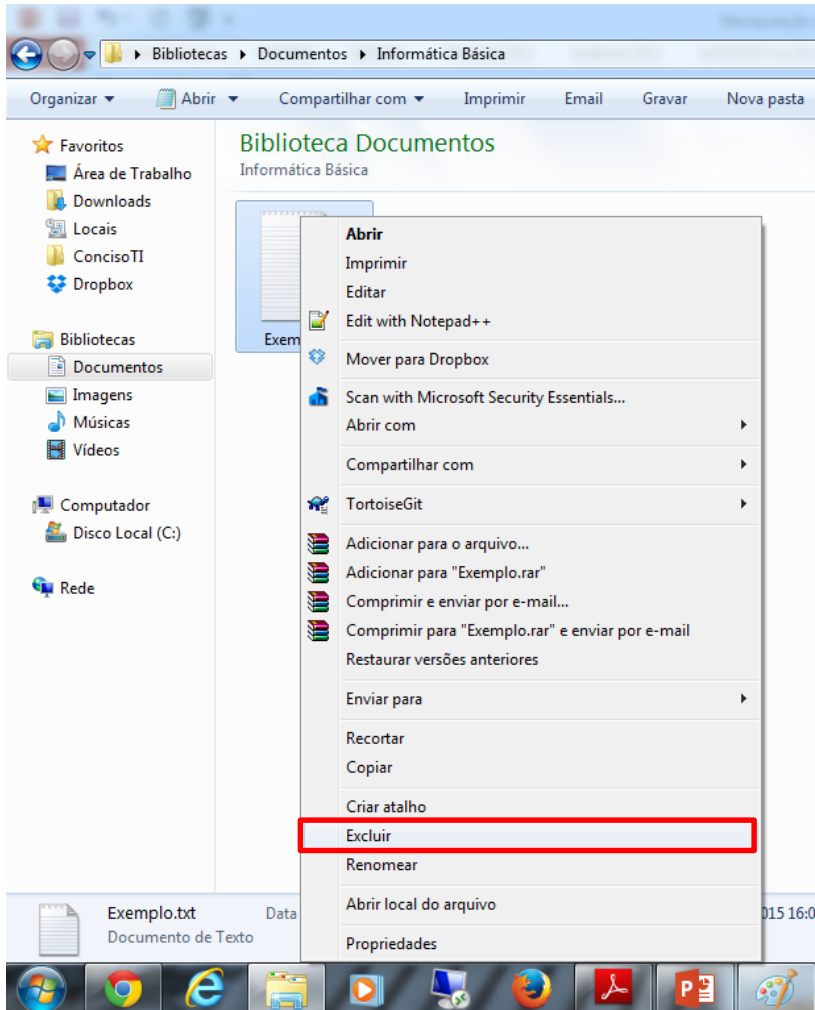 Bibliotecas ▸ Documentos ▸ Informática Básica
Organizar Abrir Compartilhar com Imprimir Email Gravar Nova pasta
Favoritos
Área de Trabalho
Downloads
Locais
ConcisoTI
Dropbox
Bibliotecas
Documentos
Imagens
Músicas
Vídeos
Computador
Disco Local (C:)
Rede
Biblioteca Documentos
Informática Básica
Exem
Abrir
Imprimir
Editar
Edit with Notepad++
Mover para Dropbox
Scan with Microsoft Security Essentials...
Abrir com
Compartilhar com
TortoiseGit
Adicionar para o arquivo...
Adicionar para "Exemplo.rar"
Comprimir e enviar por e-mail...
Comprimir para "Exemplo.rar" e enviar por e-mail
Restaurar versões anteriores
Enviar para
Recortar
Copiar
Criar atalho
Excluir
Renomear
Abrir local do arquivo
Propriedades
Exemplo.txt Data 015 16:0
Documento de Texto